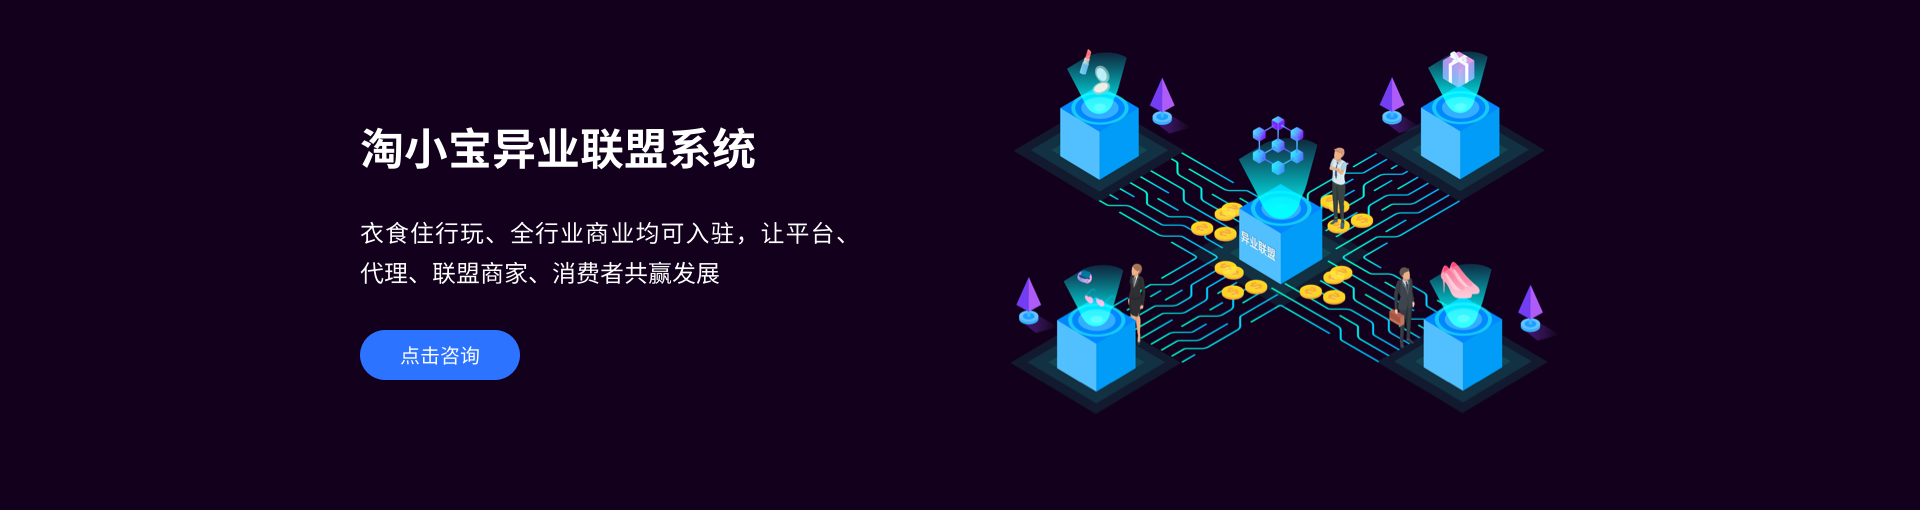 淘小宝异业联盟系统
衣食住行玩、全行业商业均可入驻，让平台、
代理、联盟商家、消费者共赢发展
点击咨询
异业联盟